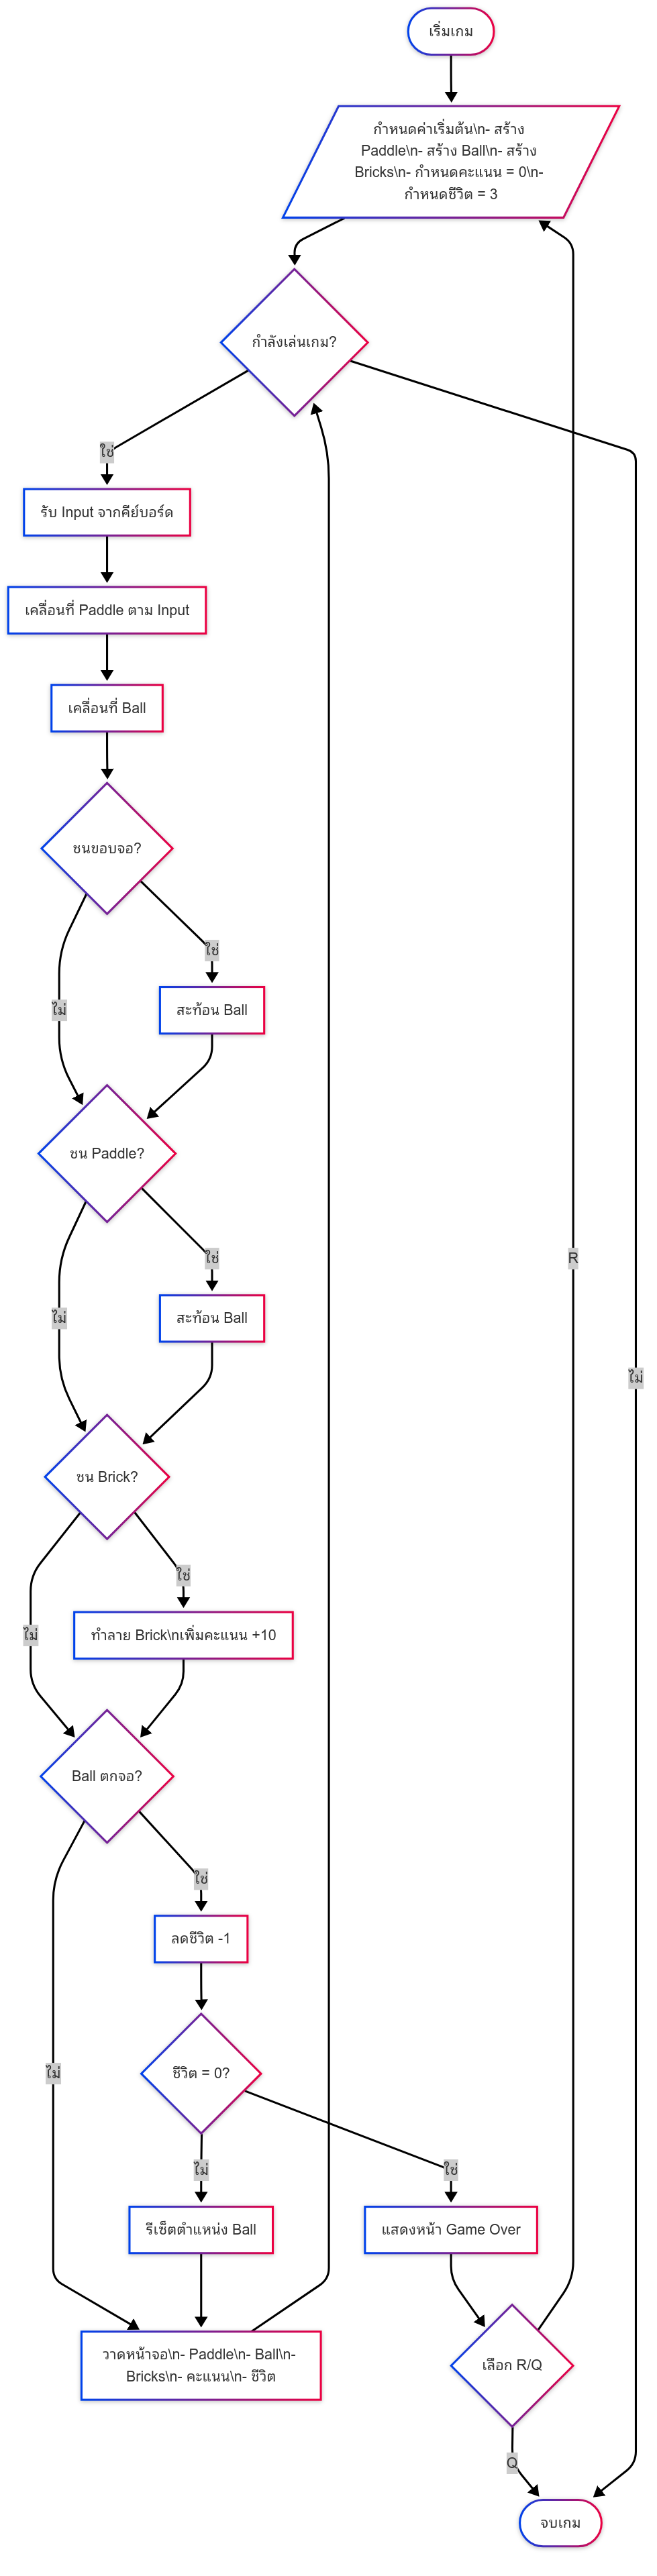 เริ่มเกม
กำหนดค่าเริ่มต้น\n- สร้าง
Paddle\n- สร้าง Ball\n- สร้าง
Bricks\n- กำหนดคะแนน = 0\n-
กำหนดชีวิต = 3
กำลังเล่นเกม?
ใช่
รับ Input จากคีย์บอร์ด
เคลื่อนที่ Paddle ตาม Input
เคลื่อนที่ Ball
ชนขอบจอ?
ใช่
ไม่
สะท้อน Ball
ชน Paddle?
ใช่
R
ไม่
สะท้อน Ball
ไม่
ชน Brick?
ใช่
ไม่
ทำลาย Brick\nเพิ่มคะแนน +10
Ball ตกจอ?
ใช่
ลดชีวิต -1
ไม่
ชีวิต = 0?
ไม่
ใช่
รีเซ็ตตำแหน่ง Ball
แสดงหน้า Game Over
วาดหน้าจอ\n- Paddle\n- Ball\n-
Bricks\n- คะแนน\n- ชีวิต
เลือก R/Q
Q
จบเกม